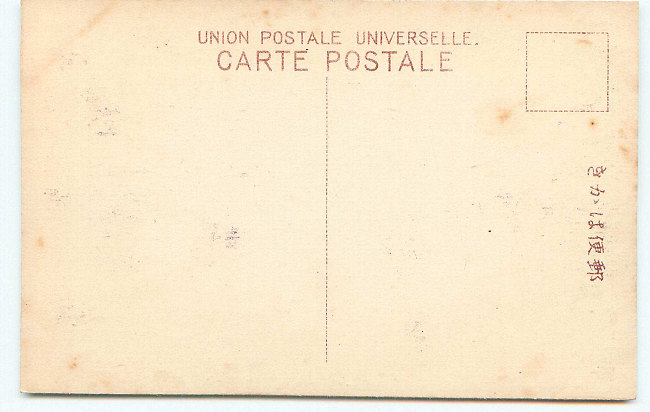 UNION POSTALE UNIVERSELLE.
CARTE POSTALE
きかは便郵